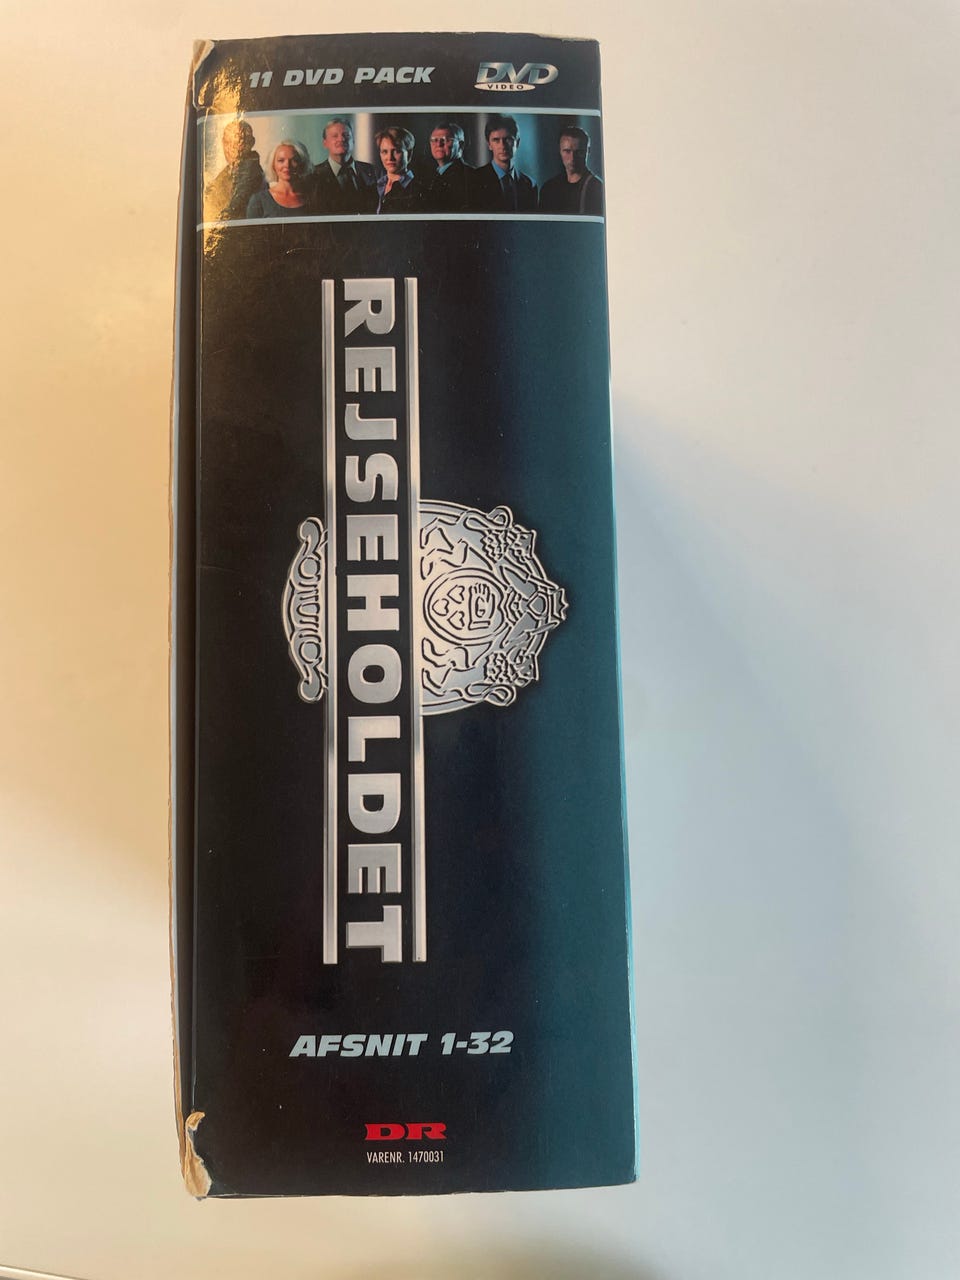 11 DVD PACK
DVD
VIDEO
REJSEHOLDET
AFSNIT 1-32
DR
VARENR. 1470031